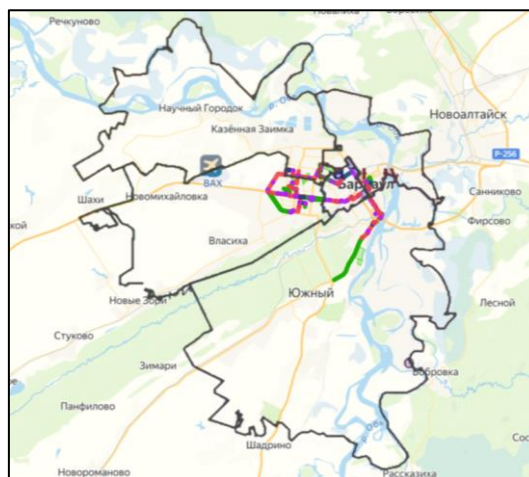 Речкуново
Р. Обь
Научный Городок
Новоалтайск
Казённая Заимка
Р-256
Барнаул
ВАХ
Шахи
Новомихайловка
Санниково
Фирсово
Власиха
Южный
Новые Зори
Лесной
Стуково
Зимари
Бобровка
Панфилово
Шадрино
Новороманово
Рассказиха